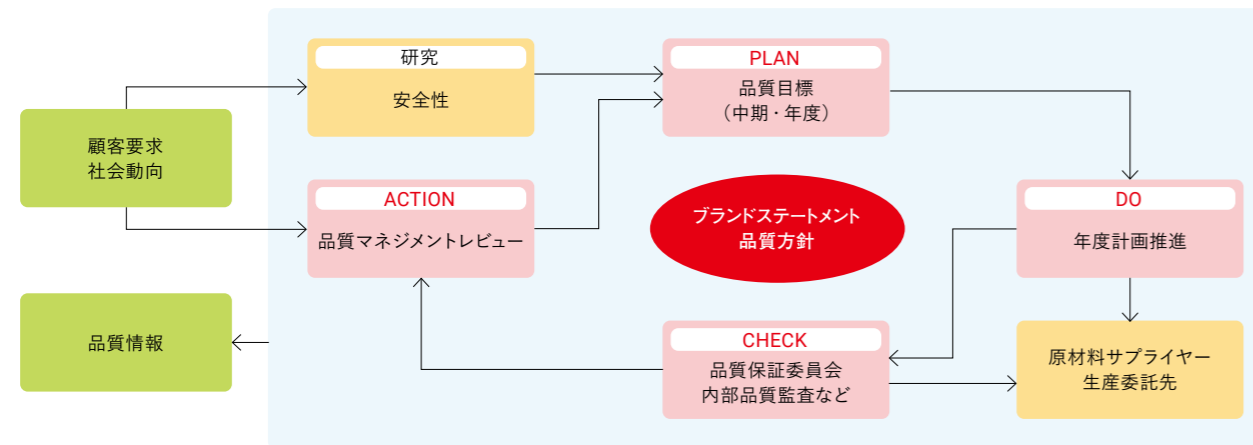 研究
安全性
PLAN
品質目標
（中期・年度）
顧客要求
社会動向
ACTION
品質マネジメントレビュー
ブランドステートメント
品質方針
DO
年度計画推進
品質情報
CHECK
品質保証委員会
内部品質監査など
原材料サプライヤー
生産委託先